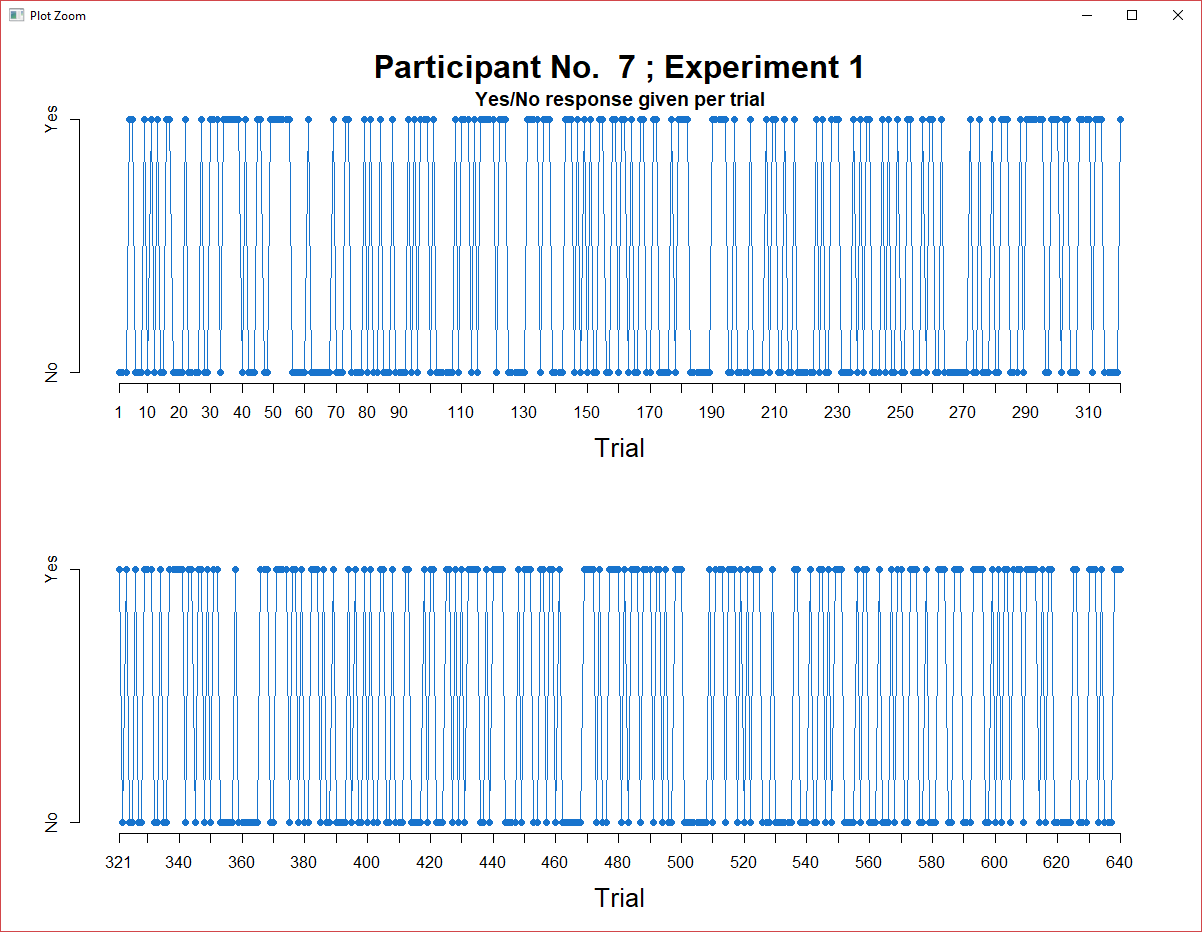 Plot Zoom
Participant No. 7 ; Experiment 1
Yes/No response given per trial
Yes
No
1 10 20 30 40 50 60 70 80 90 110 130 150 170 190 210 230 250 270 290 310
Trial
Yes
No
321 340 360 380 400 420 440 460 480 500 520 540 560 580 600 620 640
Trial